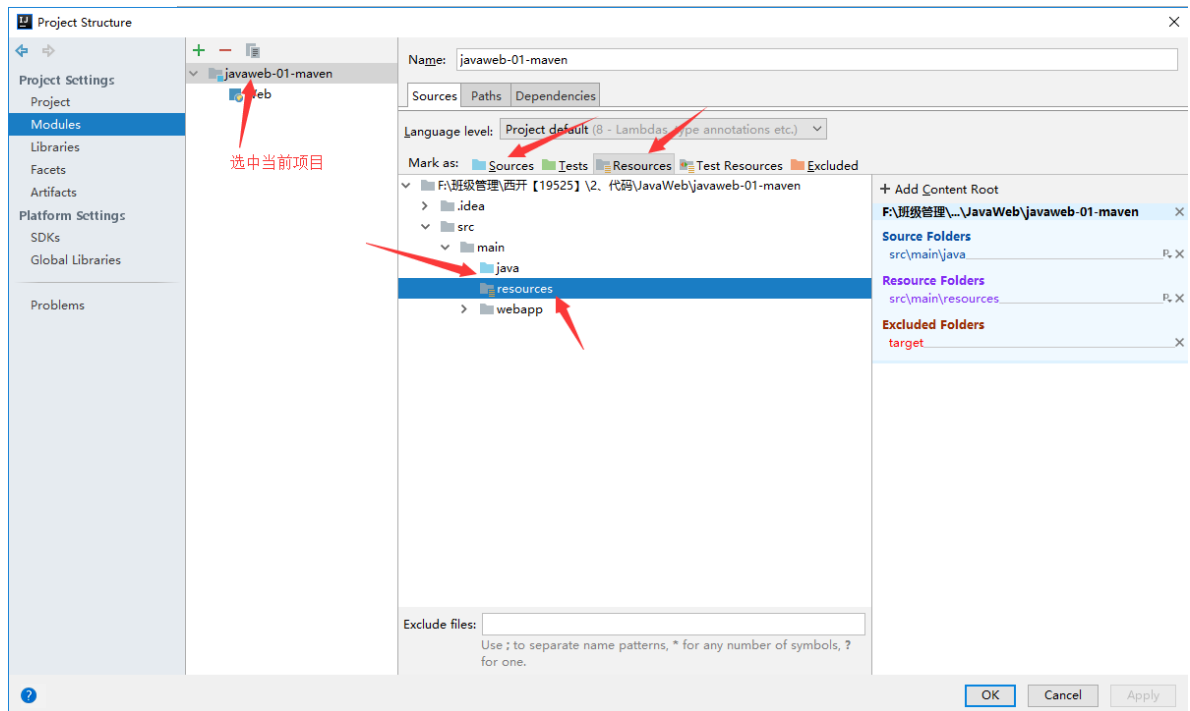 Project Structure
Project Settings
Project
Modules
Libraries
Facets
Artifacts
Platform Settings
SDKs
Global Libraries
Problems
javaweb-01-maven
Web
选中当前项目
Name: javaweb-01-maven
Sources Paths Dependencies
Language level: Project default (8 - Lambdas, type annotations etc.)
Mark as: Sources Tests Resources Test Resources Excluded
F:\班级管理\西开【19525】\2、代码\JavaWeb\javaweb-01-maven
.idea
src
main
java
resources
webapp
+ Add Content Root
F:\班级管理\...\JavaWeb\javaweb-01-maven
Source Folders
src\main\java
Resource Folders
src\main\resources
Excluded Folders
target
Exclude files:
Use ; to separate name patterns, * for any number of symbols, ?
for one.
OK Cancel Apply